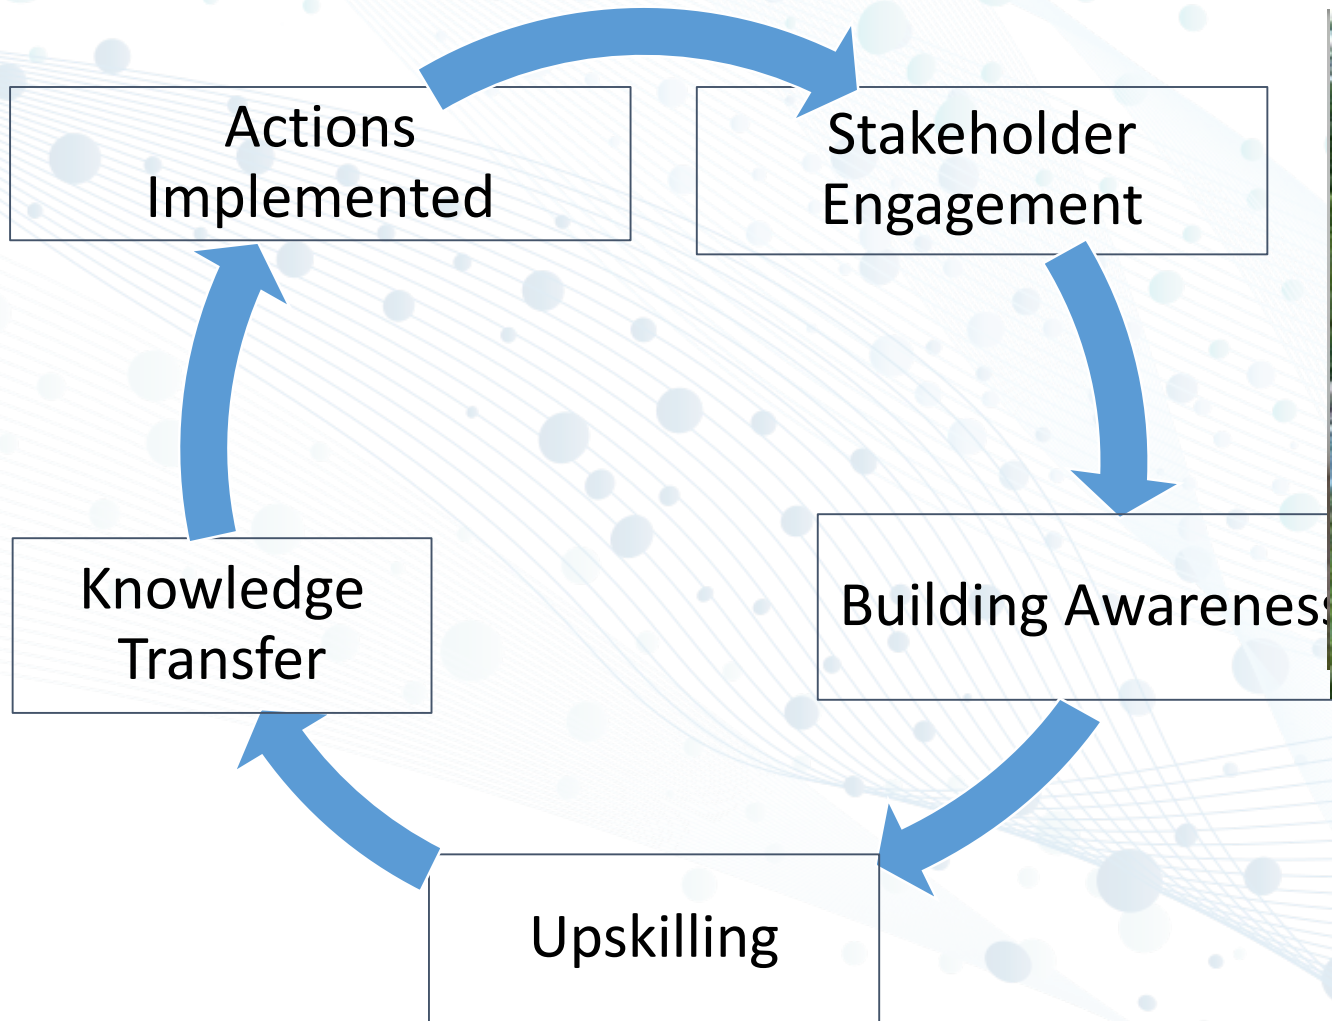 Actions
Implemented
Stakeholder
Engagement
Knowledge
Transfer
Building Awareness
Upskilling